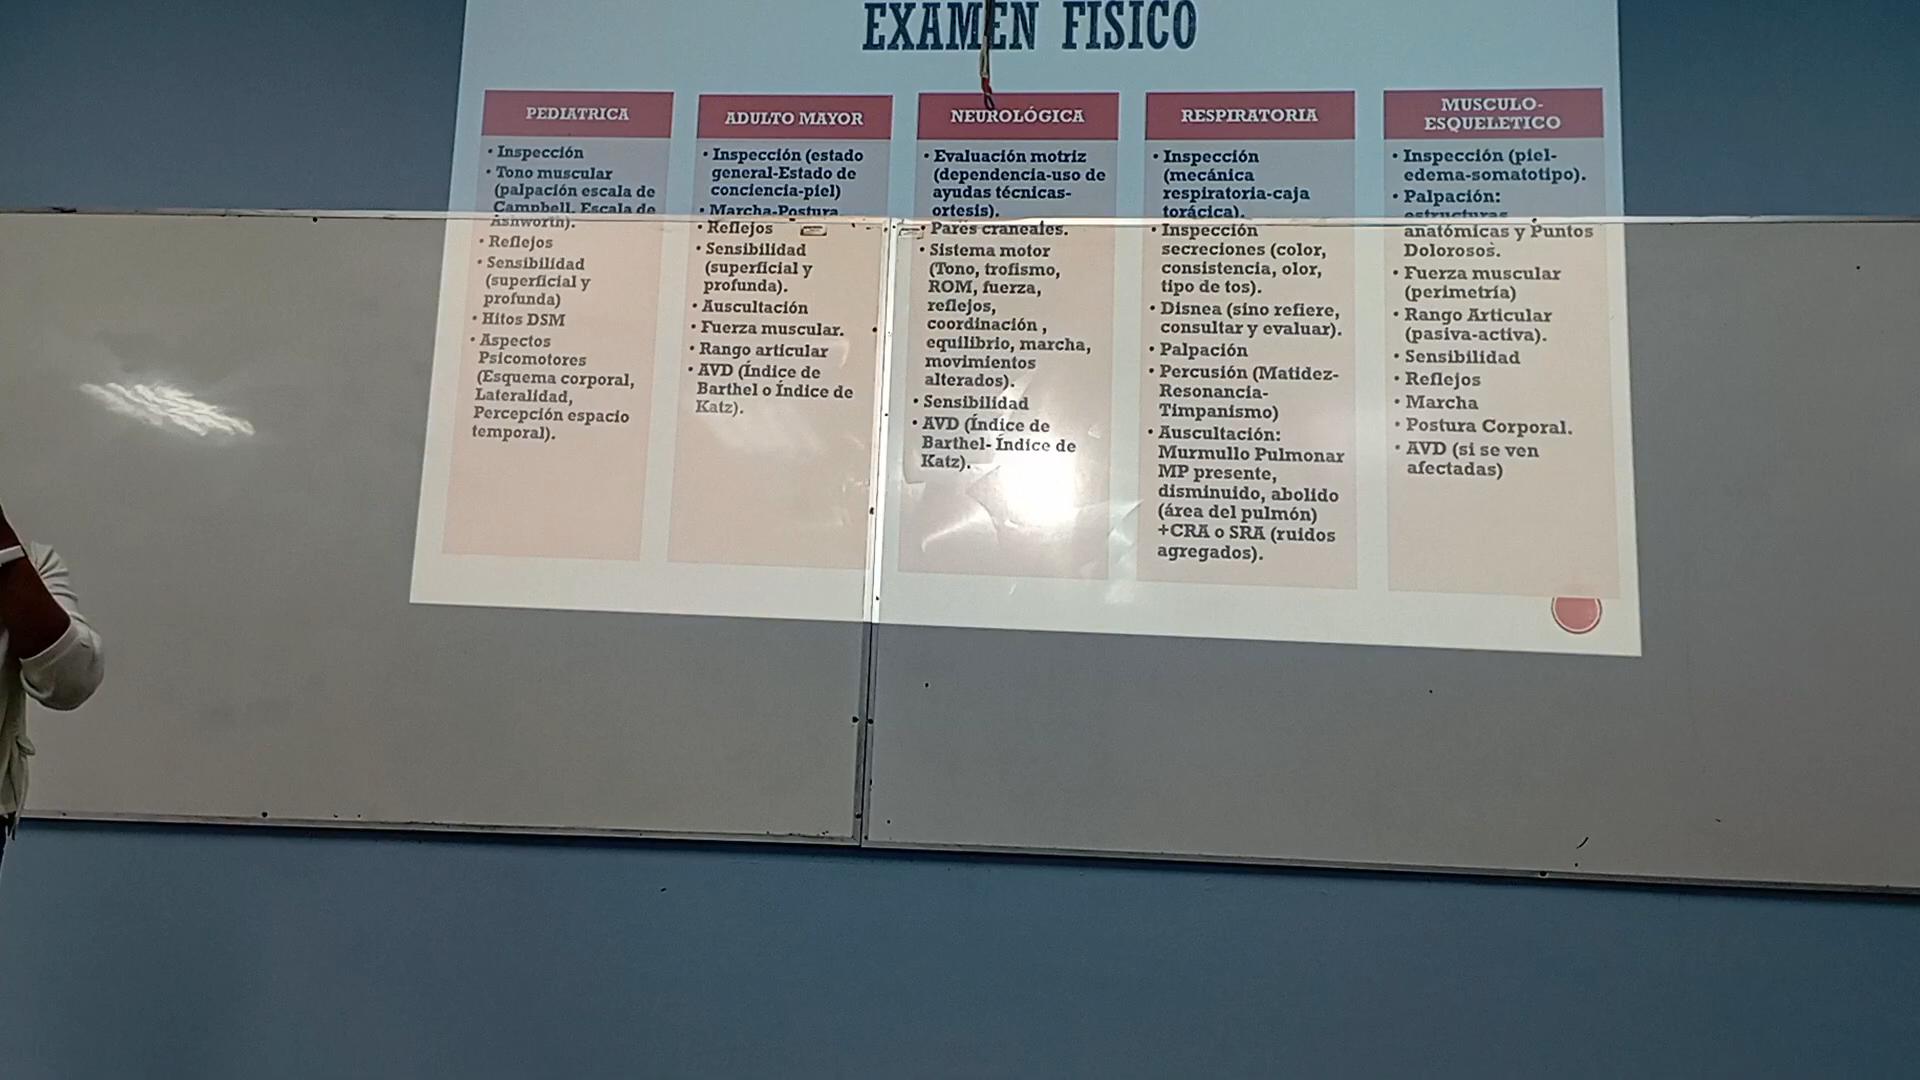 EXAMEN FISICO
PEDIATRICA
• Inspección
• Tono muscular
(palpación escala de
Campbell, Escala de
Ashworth).
• Reflejos
• Sensibilidad
(superficial y
profunda)
• Hitos DSM
• Aspectos
Psicomotores
(Esquema corporal,
Lateralidad,
Percepción espacio
temporal).
ADULTO MAYOR
• Inspección (estado
general-Estado de
conciencia-piel)
• Marcha-Postura
• Reflejos
• Sensibilidad
(superficial y
profunda).
• Auscultación
• Fuerza muscular.
• Rango articular
• AVD (Índice de
Barthel o Índice de
Katz).
NEUROLÓGICA
• Evaluación motriz
(dependencia-uso de
ayudas técnicas-
ortesis).
• Pares craneales.
• Sistema motor
(Tono, trofismo,
ROM, fuerza,
reflejos,
coordinación ,
equilibrio, marcha,
movimientos
alterados).
• Sensibilidad
• AVD (Índice de
Barthel- Índice de
Katz).
RESPIRATORIA
• Inspección
(mecánica
respiratoria-caja
torácica).
• Inspección
secreciones (color,
consistencia, olor,
tipo de tos).
• Disnea (sino refiere,
consultar y evaluar).
• Palpación
• Percusión (Matidez-
Resonancia-
Timpanismo)
• Auscultación:
Murmullo Pulmonar
MP presente,
disminuido, abolido
(área del pulmón)
+CRA o SRA (ruidos
agregados).
MUSCULO-
ESQUELETICO
• Inspección (piel-
edema-somatotipo).
• Palpación:
estructuras
anatómicas y Puntos
Dolorosos.
• Fuerza muscular
(perimetría)
• Rango Articular
(pasiva-activa).
• Sensibilidad
• Reflejos
• Marcha
• Postura Corporal.
• AVD (si se ven
afectadas)